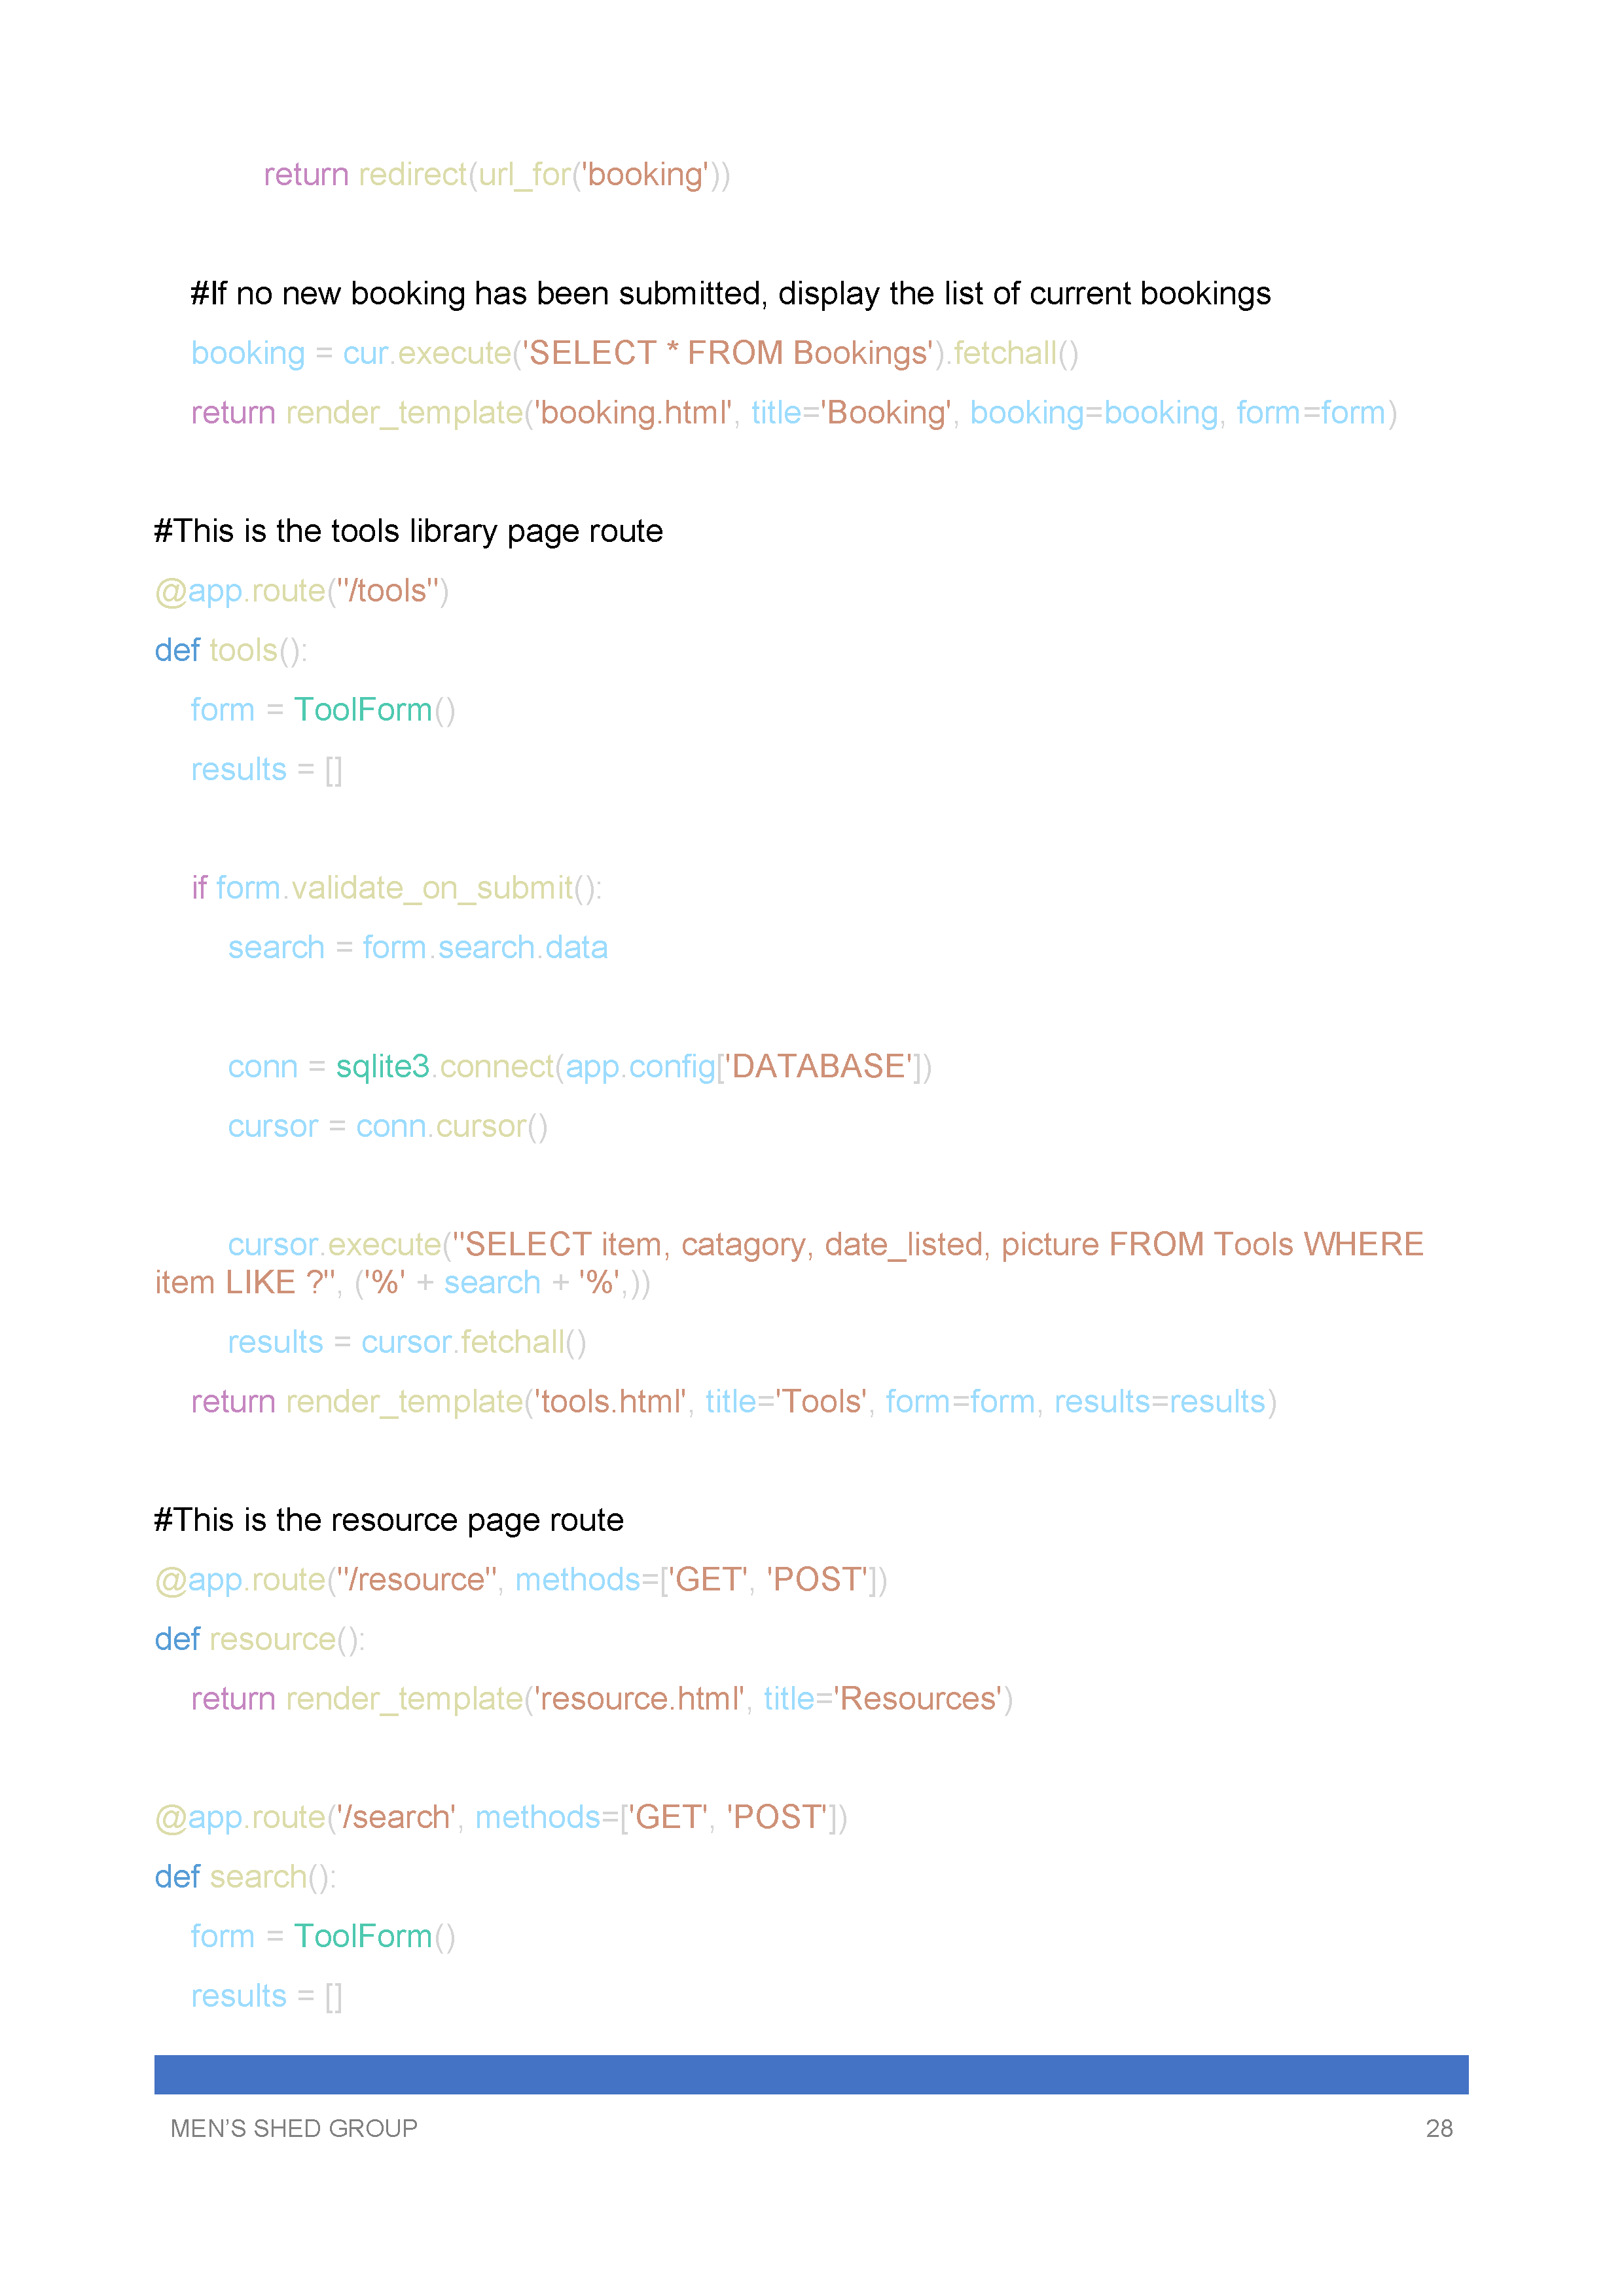 return redirect(url_for('booking'))
#If no new booking has been submitted, display the list of current bookings
booking = cur.execute('SELECT * FROM Bookings').fetchall()
return render_template('booking.html', title='Booking', booking=booking, form=form)
#This is the tools library page route
@app.route("/tools")
def tools():
form = ToolForm()
results = []
if form.validate_on_submit():
search = form.search.data
conn = sqlite3.connect(app.config['DATABASE'])
cursor = conn.cursor()
cursor.execute("SELECT item, catagory, date_listed, picture FROM Tools WHERE
item LIKE ?", ('%' + search + '%',))
results = cursor.fetchall()
return render_template('tools.html', title='Tools', form=form, results=results)
#This is the resource page route
@app.route("/resource", methods=['GET', 'POST'])
def resource():
return render_template('resource.html', title='Resources')
@app.route('/search', methods=['GET', 'POST'])
def search():
form = ToolForm()
results = []
MEN’S SHED GROUP 28